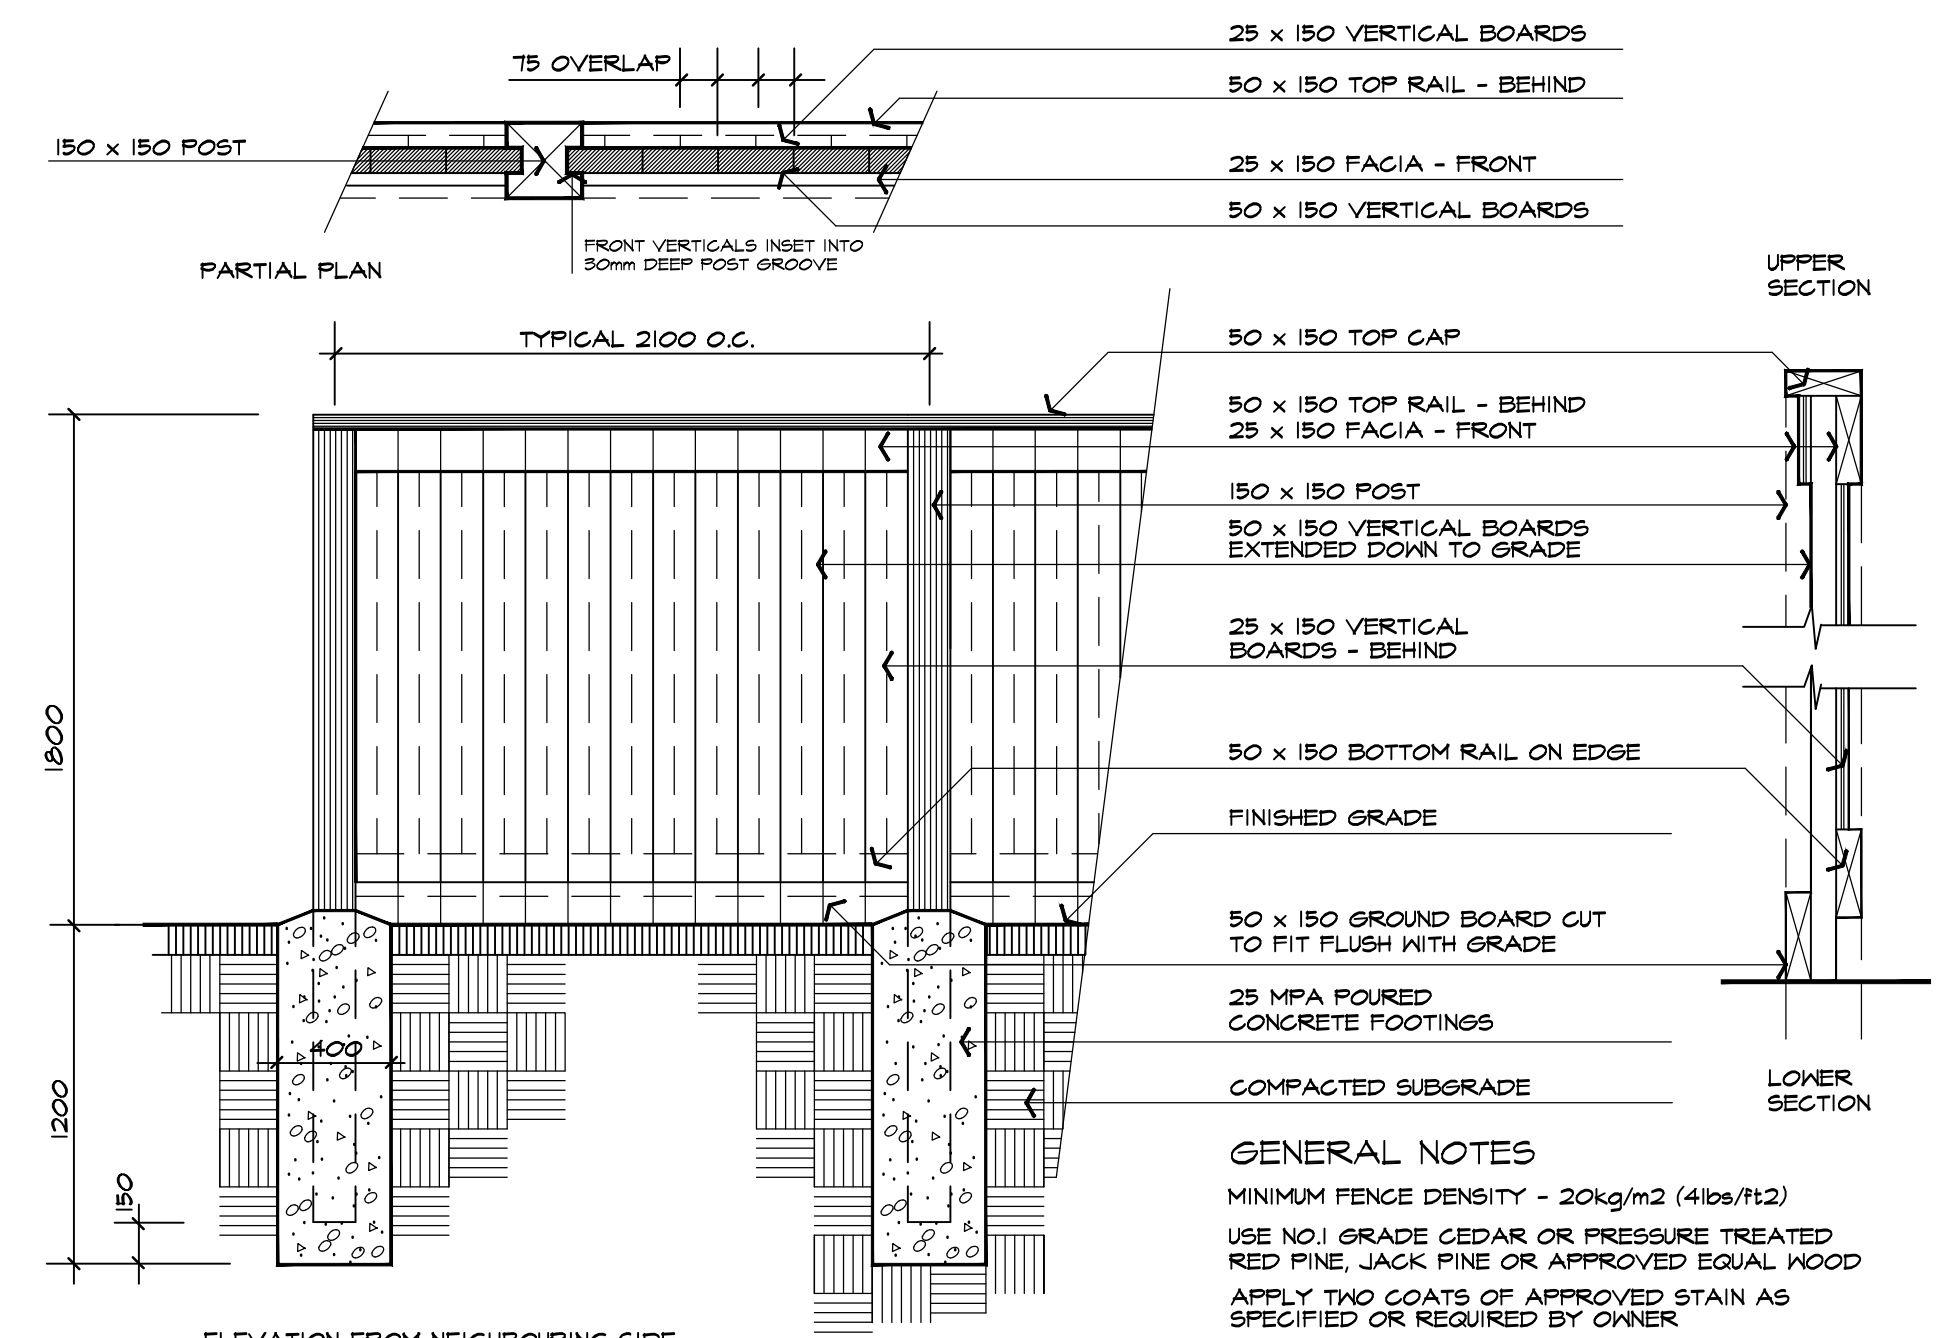 25 x 150 VERTICAL BOARDS
75 OVERLAP
50 x 150 TOP RAIL - BEHIND
150 x 150 POST
25 x 150 FACIA - FRONT
50 x 150 VERTICAL BOARDS
FRONT VERTICALS INSET INTO
30mm DEEP POST GROOVE
PARTIAL PLAN
UPPER
SECTION
TYPICAL 2100 O.C.
50 x 150 TOP CAP
50 x 150 TOP RAIL - BEHIND
25 x 150 FACIA - FRONT
150 x 150 POST
50 x 150 VERTICAL BOARDS
EXTENDED DOWN TO GRADE
25 x 150 VERTICAL
BOARDS - BEHIND
1800
50 x 150 BOTTOM RAIL ON EDGE
FINISHED GRADE
50 x 150 GROUND BOARD CUT
TO FIT FLUSH WITH GRADE
25 MPA POURED
CONCRETE FOOTINGS
400
COMPACTED SUBGRADE
LOWER
SECTION
1200
150
GENERAL NOTES
MINIMUM FENCE DENSITY - 20kg/m2 (4lbs/ft2)
USE NO.1 GRADE CEDAR OR PRESSURE TREATED
RED PINE, JACK PINE OR APPROVED EQUAL WOOD
APPLY TWO COATS OF APPROVED STAIN AS
SPECIFIED OR REQUIRED BY OWNER
ELEVATION FROM NEIGHBOURING SIDE